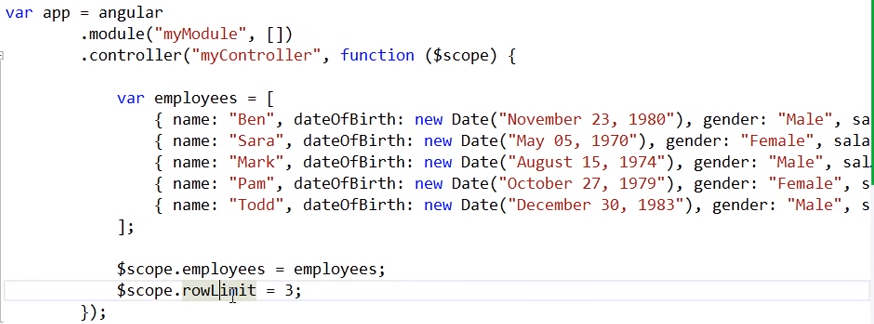 var app = angular
.module("myModule", [])
.controller("myController", function ($scope) {
var employees = [
{ name: "Ben", dateOfBirth: new Date("November 23, 1980"), gender: "Male", sa
{ name: "Sara", dateOfBirth: new Date("May 05, 1970"), gender: "Female", sala
{ name: "Mark", dateOfBirth: new Date("August 15, 1974"), gender: "Male", sal
{ name: "Pam", dateOfBirth: new Date("October 27, 1979"), gender: "Female", s
{ name: "Todd", dateOfBirth: new Date("December 30, 1983"), gender: "Male", s
];
$scope.employees = employees;
$scope.rowLimit = 3;
});